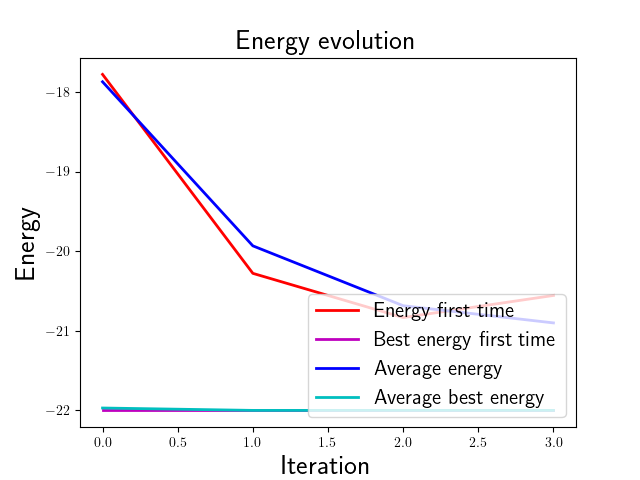 Energy evolution
Energy
−18
−19
−20
−21
−22
Energy first time
Best energy first time
Average energy
Average best energy
0.0 0.5 1.0 1.5 2.0 2.5 3.0
Iteration